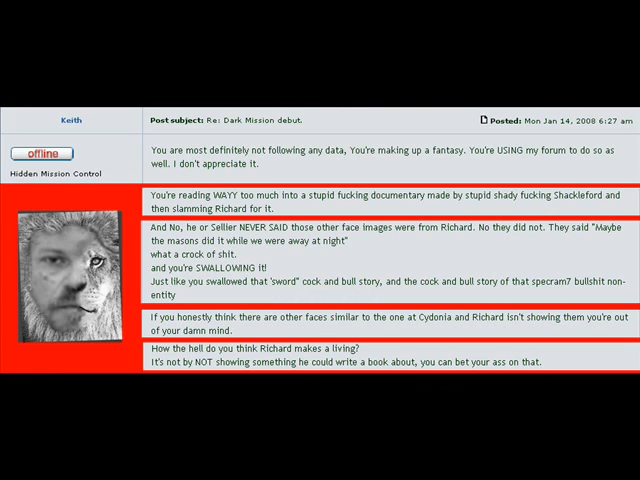 Keith
Post subject: Re: Dark Mission debut.
Posted: Mon Jan 14, 2008 6:27 am
offline
Hidden Mission Control
You are most definitely not following any data, You're making up a fantasy. You're USING my forum to do so as
well. I don't appreciate it.
You're reading WAYY too much into a stupid fucking documentary made by stupid shady fucking Shackleford and
then slamming Richard for it.
And No, he or Sellier NEVER SAID those other face images were from Richard. No they did not. They said "Maybe
the masons did it while we were away at night"
what a crock of shit.
and you're SWALLOWING it!
Just like you swallowed that 'sword" cock and bull story, and the cock and bull story of that specram7 bullshit non-
entity
If you honestly think there are other faces similar to the one at Cydonia and Richard isn't showing them you're out
of your damn mind.
How the hell do you think Richard makes a living?
It's not by NOT showing something he could write a book about, you can bet your ass on that.